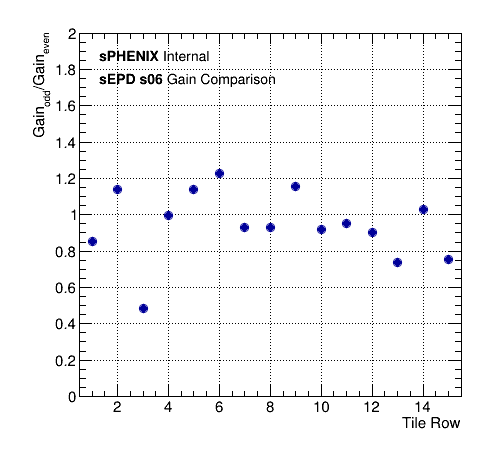 sPHENIX Internal
sEPD s06 Gain Comparison
Gain_odd/Gain_even
2
1.8
1.6
1.4
1.2
1
0.8
0.6
0.4
0.2
0
2 4 6 8 10 12 14
Tile Row